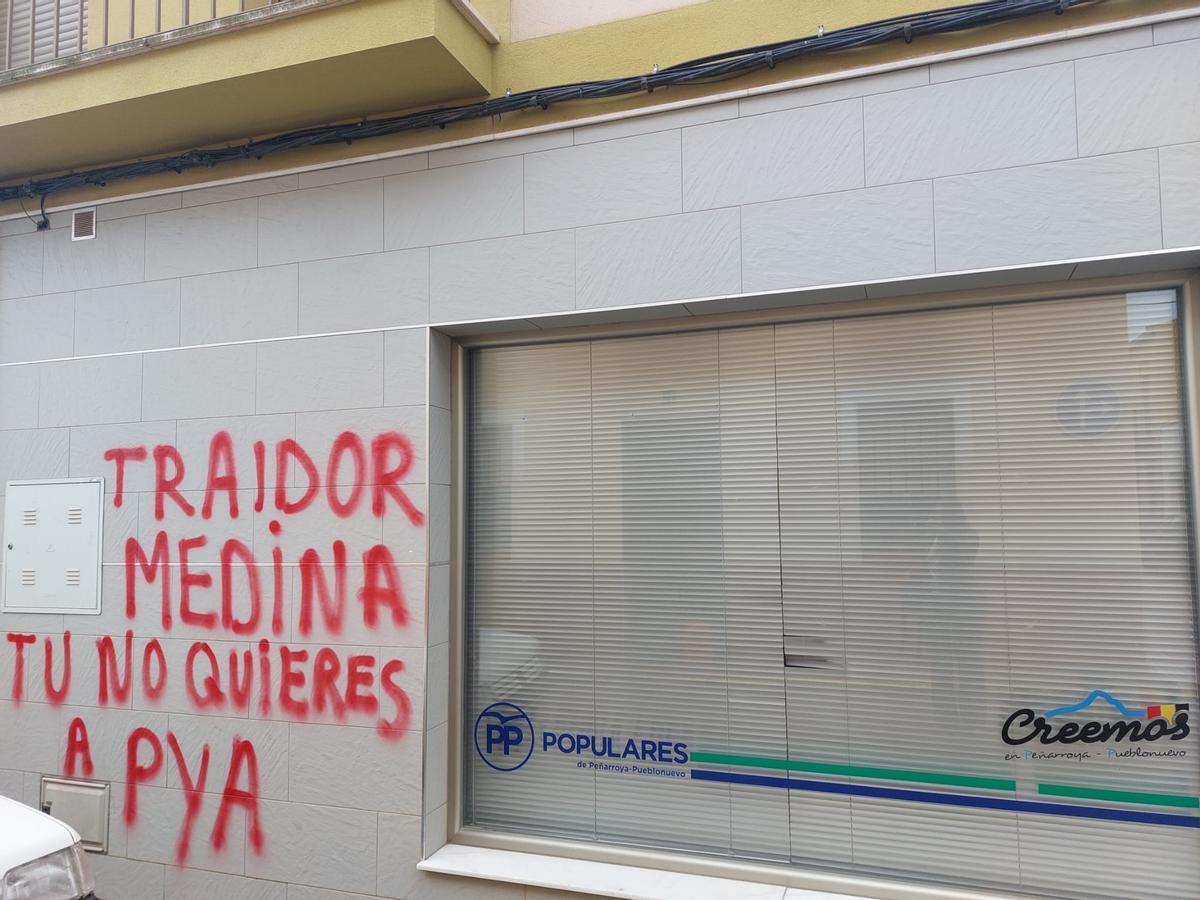 TRAIDOR
MEDINA
TU NO QUIERES
A PYA
PP POPULARES
de Peñarroya-Pueblonuevo
Creemos
en Peñarroya - Pueblonuevo